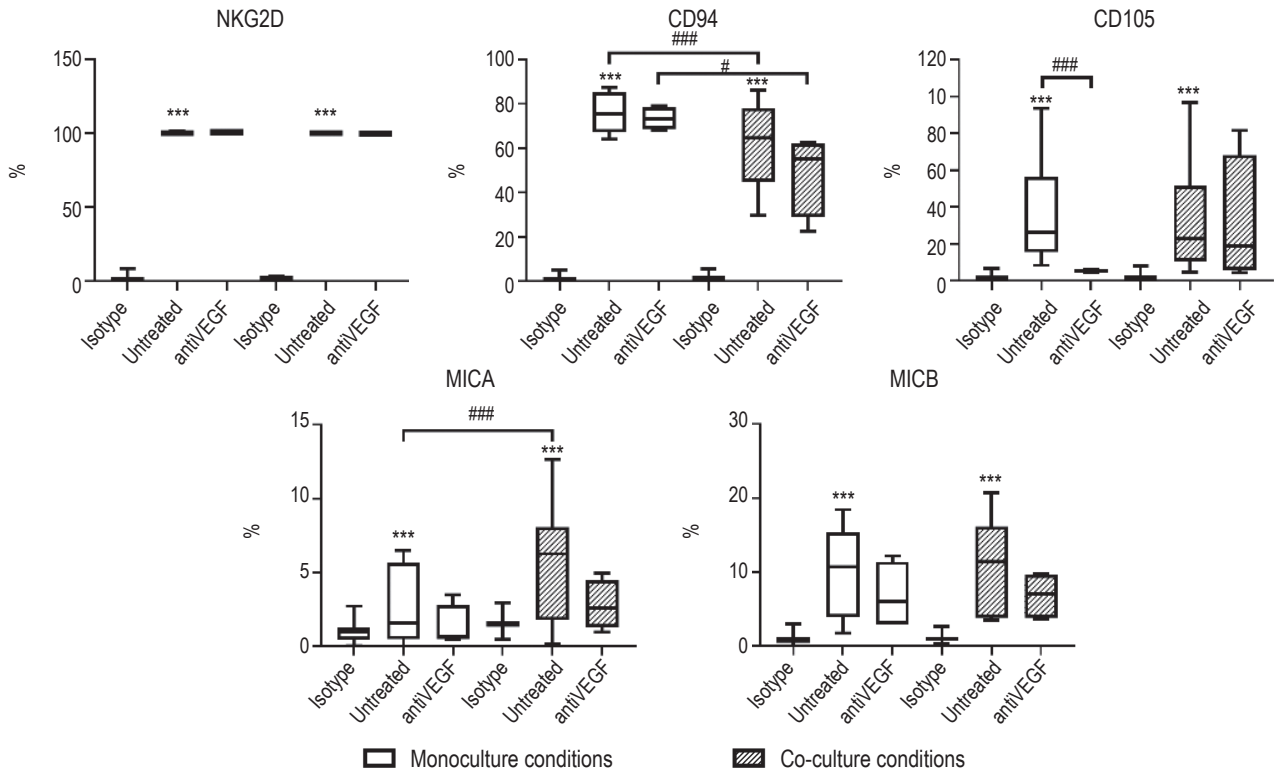 NKG2D
150
100
50
0
%
***
***
Isotype
Untreated
antiVEGF
Isotype
Untreated
antiVEGF
CD94
100
80
60
40
20
0
%
###
#
***
***
Isotype
Untreated
antiVEGF
Isotype
Untreated
antiVEGF
CD105
120
100
80
60
40
20
0
%
###
***
***
Isotype
Untreated
antiVEGF
Isotype
Untreated
antiVEGF
MICA
15
10
5
0
%
###
***
***
Isotype
Untreated
antiVEGF
Isotype
Untreated
antiVEGF
MICB
30
20
10
0
%
***
***
Isotype
Untreated
antiVEGF
Isotype
Untreated
antiVEGF
Monoculture conditions
Co-culture conditions